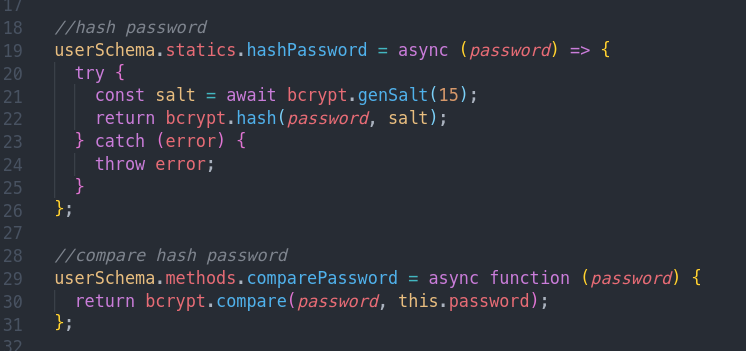 17
18 //hash password
19 userSchema.statics.hashPassword = async (password) => {
20 try {
21 const salt = await bcrypt.genSalt(15);
22 return bcrypt.hash(password, salt);
23 } catch (error) {
24 throw error;
25 }
26 };
27
28 //compare hash password
29 userSchema.methods.comparePassword = async function (password) {
30 return bcrypt.compare(password, this.password);
31 };
32